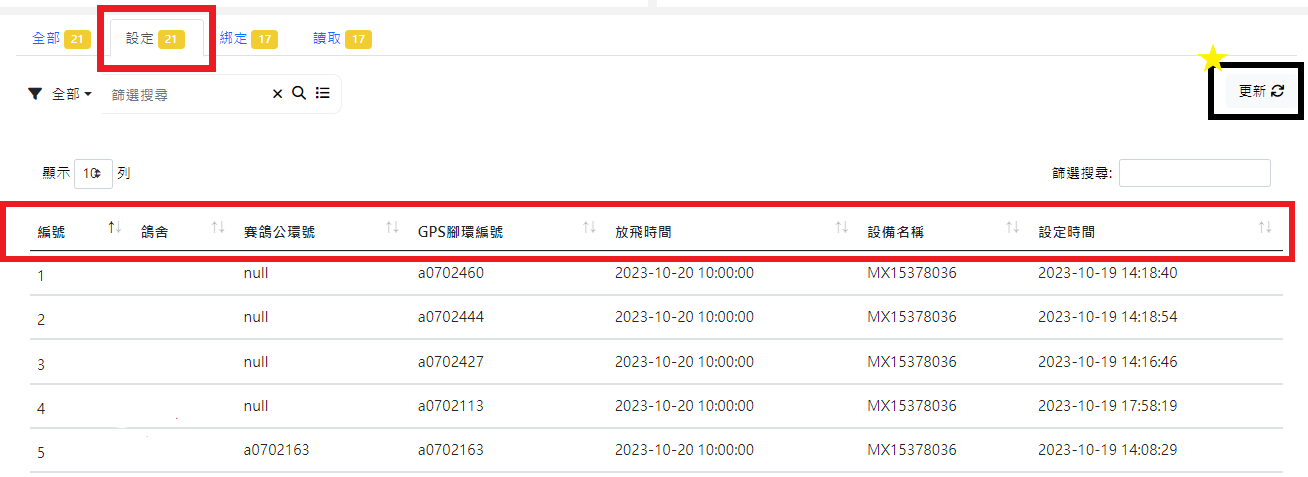 全部 21 設定 21 綁定 17 讀取 17
全部 篩選搜尋 更新
顯示 10 列 篩選搜尋:
編號 鴿舍 賽鴿公環號 GPS腳環編號 放飛時間 設備名稱 設定時間
1 null a0702460 2023-10-20 10:00:00 MX15378036 2023-10-19 14:18:40
2 null a0702444 2023-10-20 10:00:00 MX15378036 2023-10-19 14:18:54
3 null a0702427 2023-10-20 10:00:00 MX15378036 2023-10-19 14:16:46
4 null a0702113 2023-10-20 10:00:00 MX15378036 2023-10-19 17:58:19
5 a0702163 a0702163 2023-10-20 10:00:00 MX15378036 2023-10-19 14:08:29